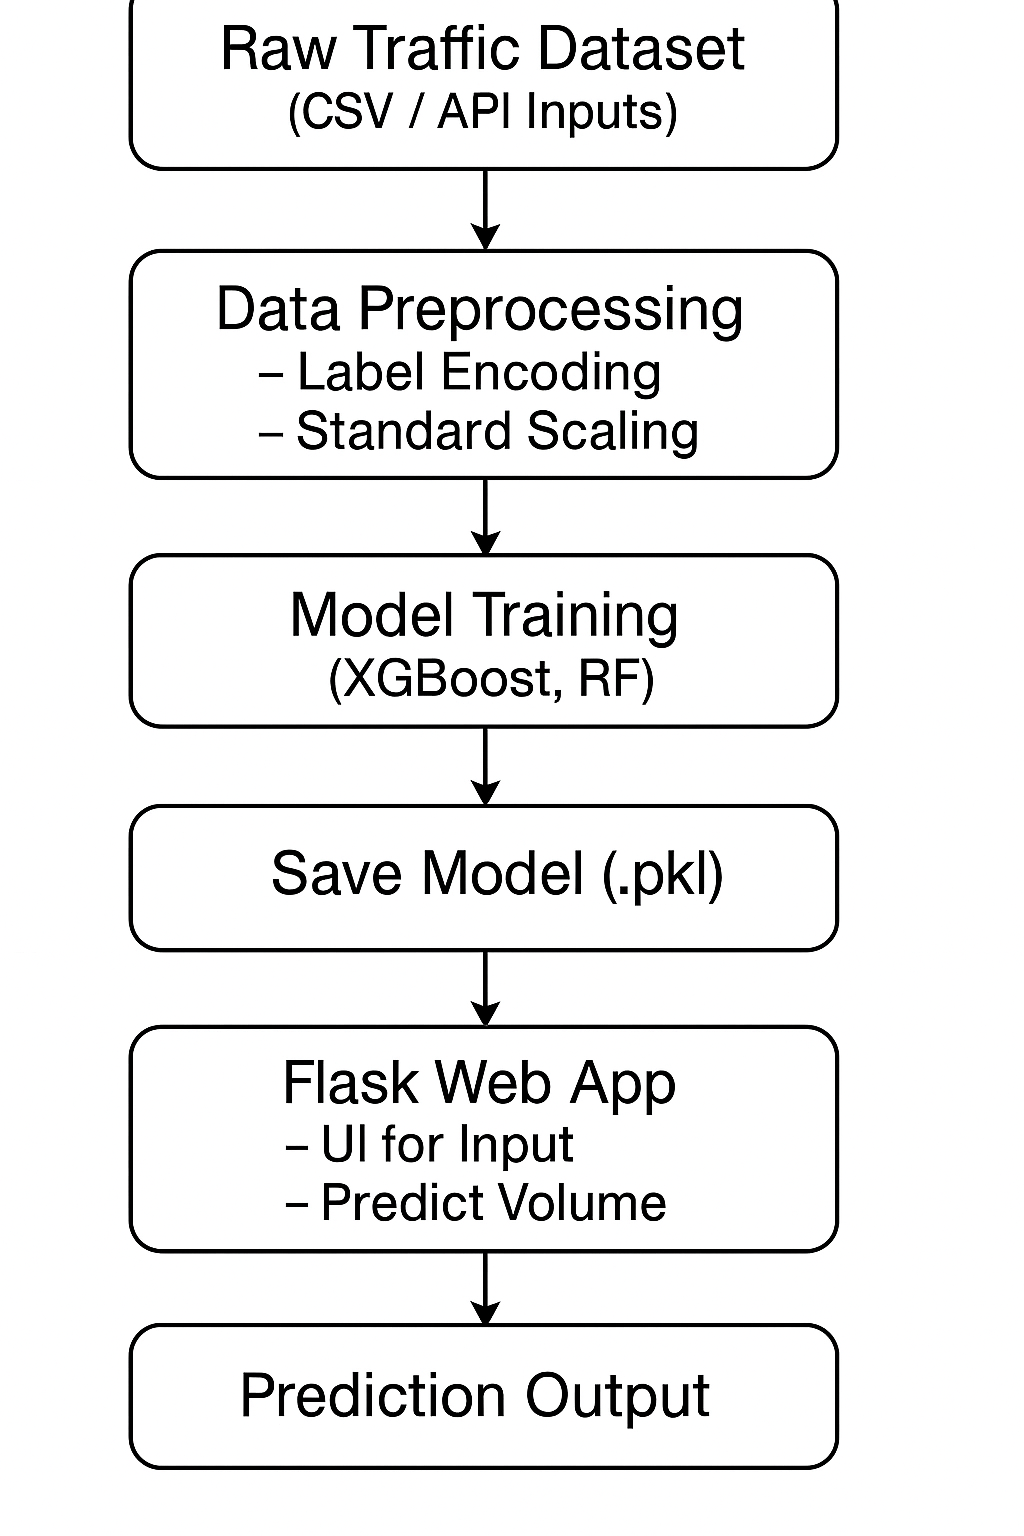 Raw Traffic Dataset
(CSV / API Inputs)
Data Preprocessing
– Label Encoding
– Standard Scaling
Model Training
(XGBoost, RF)
Save Model (.pkl)
Flask Web App
– UI for Input
– Predict Volume
Prediction Output